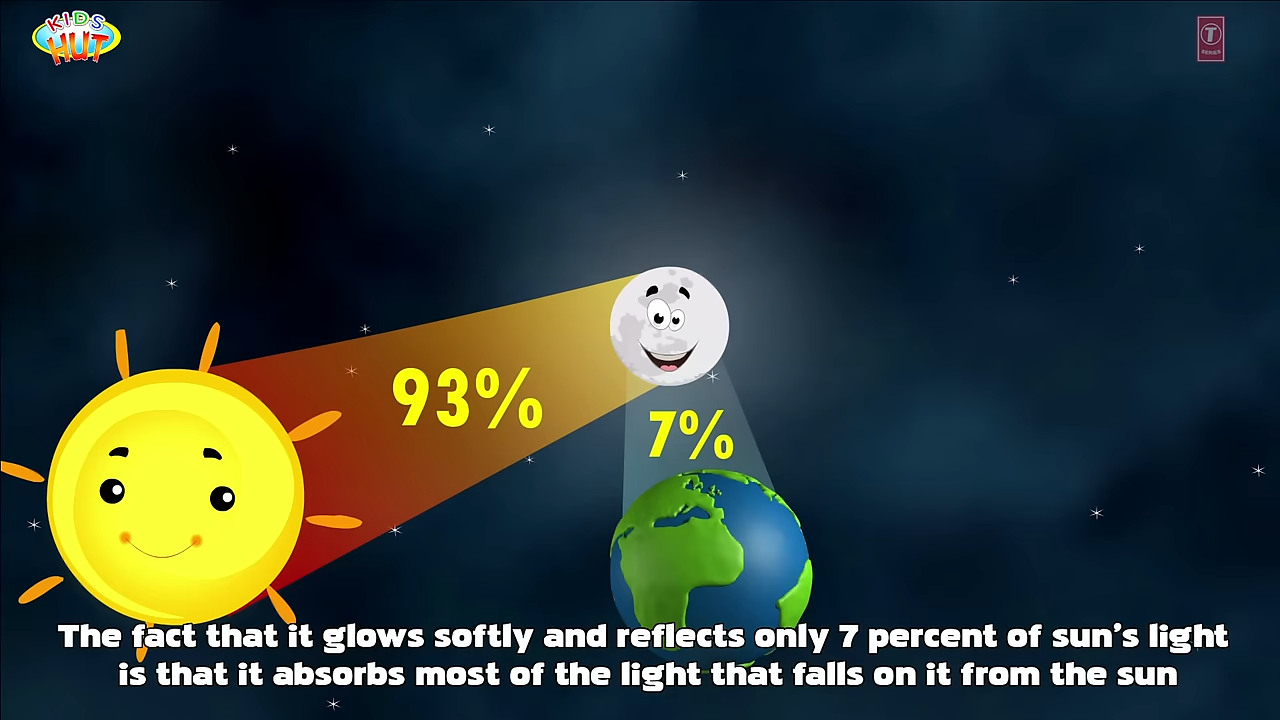 KIDS
HUT
T
SERIES
93%
7%
The fact that it glows softly and reflects only 7 percent of sun's light
is that it absorbs most of the light that falls on it from the sun